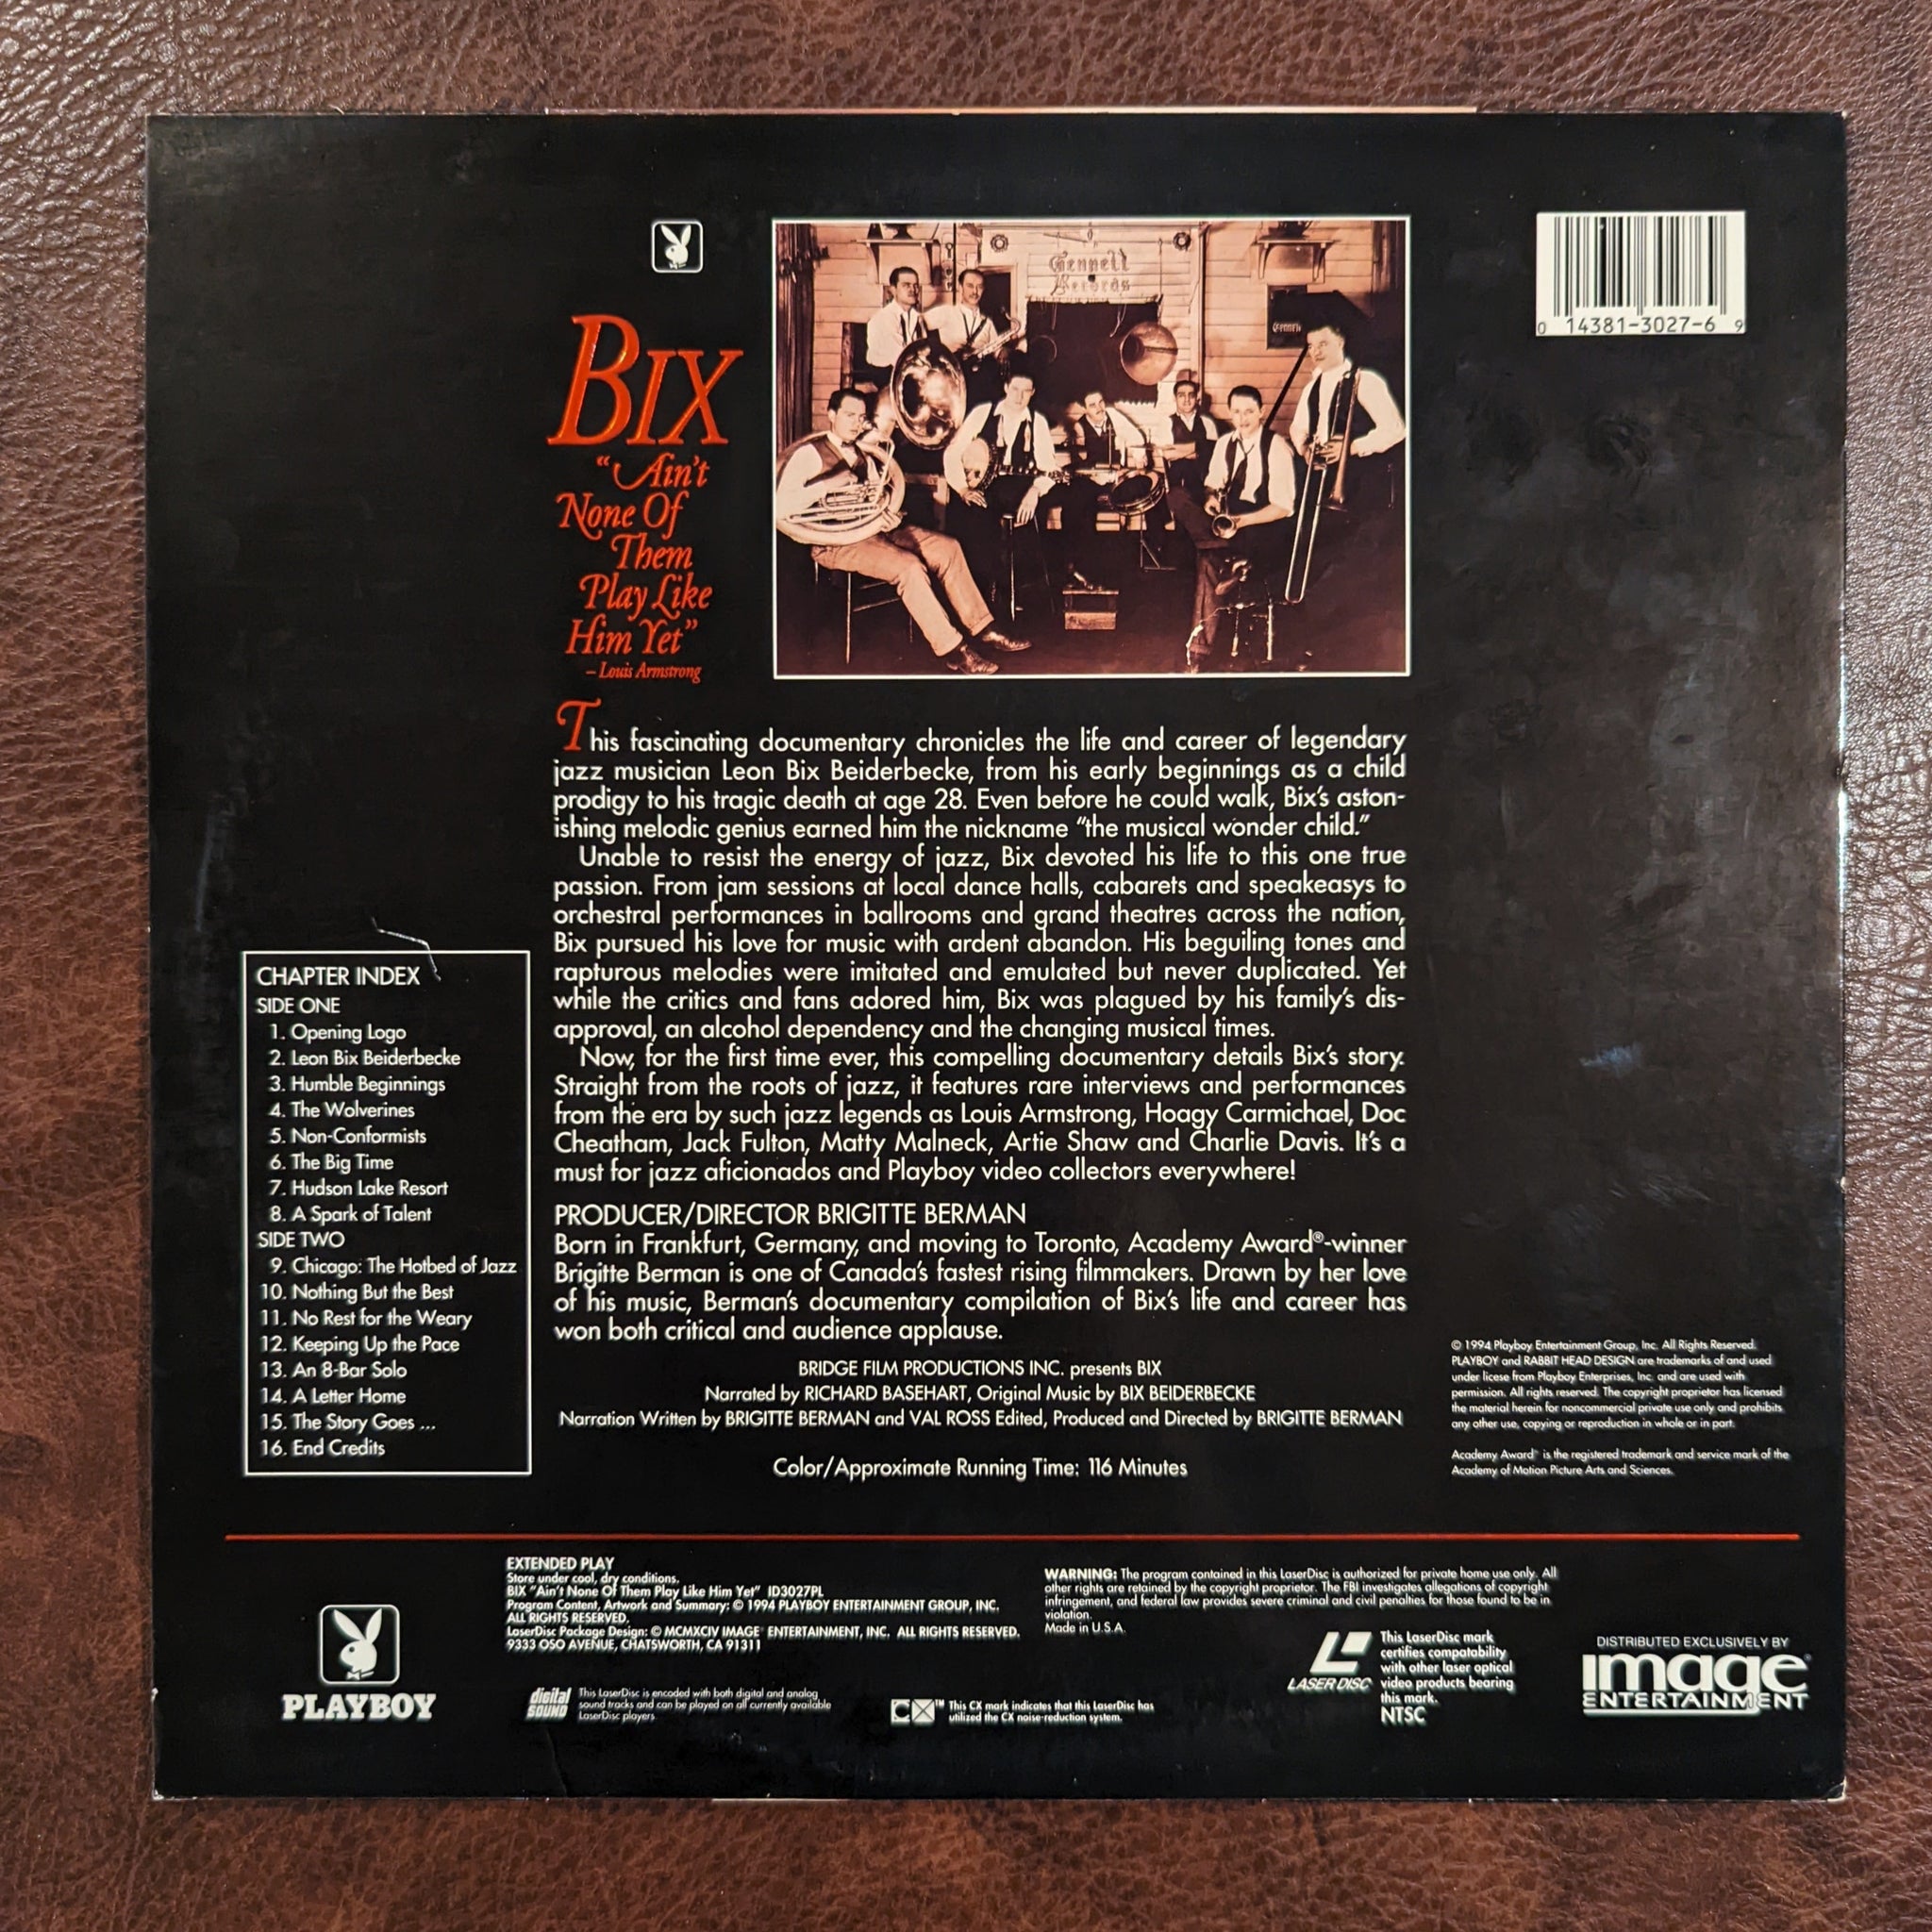 Gennett
Records
Gennett
0 14381-3027-6 9
BIX
“Ain't
None Of
Them
Play Like
Him Yet”
– Louis Armstrong
This fascinating documentary chronicles the life and career of legendary
jazz musician Leon Bix Beiderbecke, from his early beginnings as a child
prodigy to his tragic death at age 28. Even before he could walk, Bix's aston-
ishing melodic genius earned him the nickname "the musical wonder child."
Unable to resist the energy of jazz, Bix devoted his life to this one true
passion. From jam sessions at local dance halls, cabarets and speakeasys to
orchestral performances in ballrooms and grand theatres across the nation,
Bix pursued his love for music with ardent abandon. His beguiling tones and
rapturous melodies were imitated and emulated but never duplicated. Yet
while the critics and fans adored him, Bix was plagued by his family's dis-
approval, an alcohol dependency and the changing musical times.
Now, for the first time ever, this compelling documentary details Bix's story.
Straight from the roots of jazz, it features rare interviews and performances
from the era by such jazz legends as Louis Armstrong, Hoagy Carmichael, Doc
Cheatham, Jack Fulton, Matty Malneck, Artie Shaw and Charlie Davis. It's a
must for jazz aficionados and Playboy video collectors everywhere!
PRODUCER/DIRECTOR BRIGITTE BERMAN
Born in Frankfurt, Germany, and moving to Toronto, Academy Award®-winner
Brigitte Berman is one of Canada's fastest rising filmmakers. Drawn by her love
of his music, Berman's documentary compilation of Bix's life and career has
won both critical and audience applause.
BRIDGE FILM PRODUCTIONS INC. presents BIX
Narrated by RICHARD BASEHART, Original Music by BIX BEIDERBECKE
Narration Written by BRIGITTE BERMAN and VAL ROSS Edited, Produced and Directed by BRIGITTE BERMAN
Color/Approximate Running Time: 116 Minutes
CHAPTER INDEX
SIDE ONE
1. Opening Logo
2. Leon Bix Beiderbecke
3. Humble Beginnings
4. The Wolverines
5. Non-Conformists
6. The Big Time
7. Hudson Lake Resort
8. A Spark of Talent
SIDE TWO
9. Chicago: The Hotbed of Jazz
10. Nothing But the Best
11. No Rest for the Weary
12. Keeping Up the Pace
13. An 8-Bar Solo
14. A Letter Home
15. The Story Goes ...
16. End Credits
© 1994 Playboy Entertainment Group, Inc. All Rights Reserved.
PLAYBOY and RABBIT HEAD DESIGN are trademarks of and used
under licese from Playboy Enterprises, Inc. and are used with
permission. All rights reserved. The copyright proprietor has licensed
the material herein for noncommercial private use only and prohibits
any other use, copying or reproduction in whole or in part.
Academy Award® is the registered trademark and service mark of the
Academy of Motion Picture Arts and Sciences.
EXTENDED PLAY
Store under cool, dry conditions.
BIX "Ain't None Of Them Play Like Him Yet" ID3027PL
Program Content, Artwork and Summary: © 1994 PLAYBOY ENTERTAINMENT GROUP, INC.
ALL RIGHTS RESERVED.
LaserDisc Package Design: © MCMXCIV IMAGE ENTERTAINMENT, INC. ALL RIGHTS RESERVED.
9333 OSO AVENUE, CHATSWORTH, CA 91311
WARNING: The program contained in this LaserDisc is authorized for private home use only. All
other rights are retained by the copyright proprietor. The FBI investigates allegations of copyright
infringement, and federal law provides severe criminal and civil penalties for those found to be in
violation.
Made in U.S.A.
PLAYBOY
digital
SOUND
This LaserDisc is encoded with both digital and analog
sound tracks and can be played on all currently available
LaserDisc players.
CX™
This CX mark indicates that this LaserDisc has
utilized the CX noise-reduction system.
LASERDISC
This LaserDisc mark
certifies compatability
with other laser optical
video products bearing
this mark.
NTSC
DISTRIBUTED EXCLUSIVELY BY
image®
ENTERTAINMENT